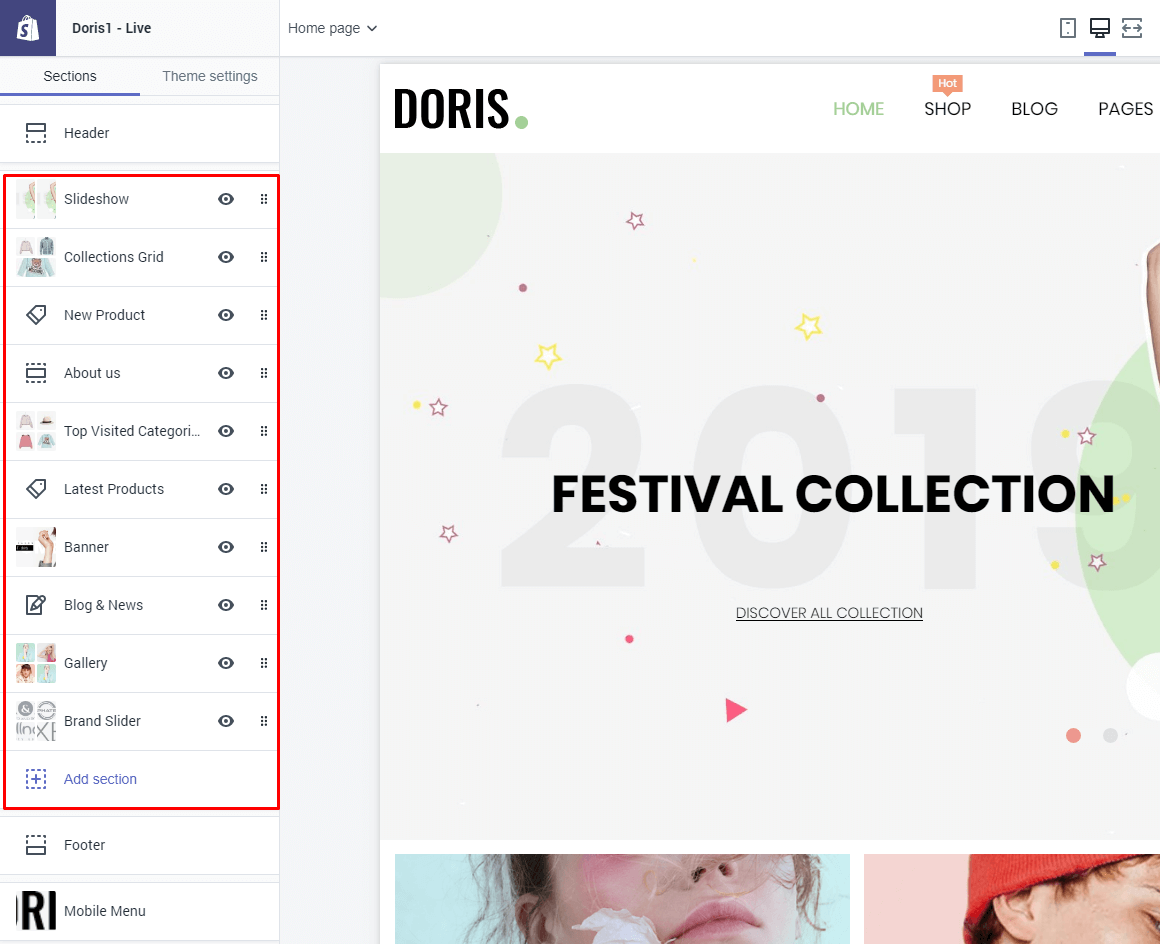 Doris1 - Live
Home page
Sections
Theme settings
Header
Slideshow
Collections Grid
New Product
About us
Top Visited Categori...
Latest Products
Banner
Blog & News
Gallery
Brand Slider
Add section
Footer
Mobile Menu
DORIS.
Hot
HOME
SHOP
BLOG
PAGES
2019
FESTIVAL COLLECTION
DISCOVER ALL COLLECTION